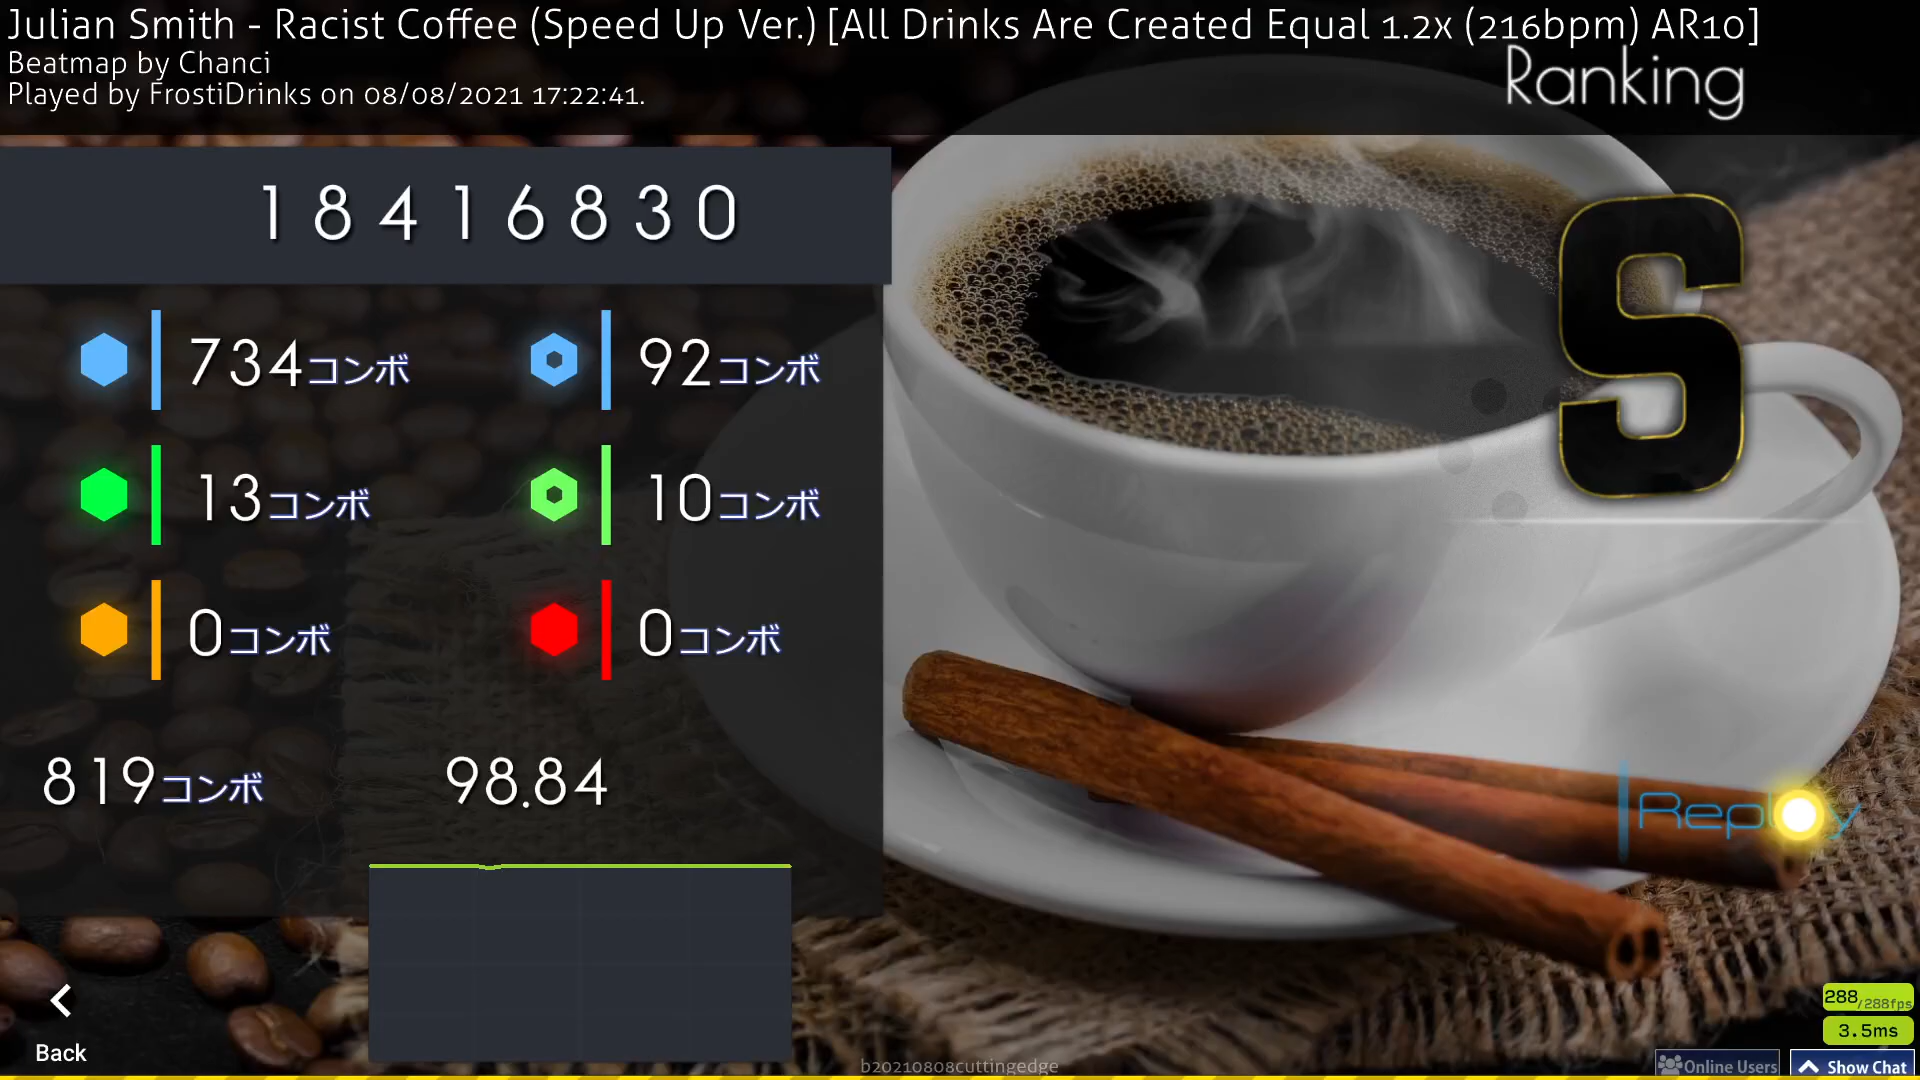 Julian Smith - Racist Coffee (Speed Up Ver.) [All Drinks Are Created Equal 1.2x (216bpm) AR10]
Beatmap by Chanci
Played by FrostiDrinks on 08/08/2021 17:22:41.
Ranking
18416830
734コンボ 92コンボ
S
13コンボ 10コンボ
0コンボ 0コンボ
819コンボ 98.84
Replay
288/288fps
3.5ms
Back
b20210808cuttingedge
Online Users
Show Chat